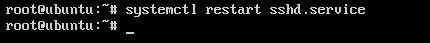 root@ubuntu:~# systemctl restart sshd.service
root@ubuntu:~# _